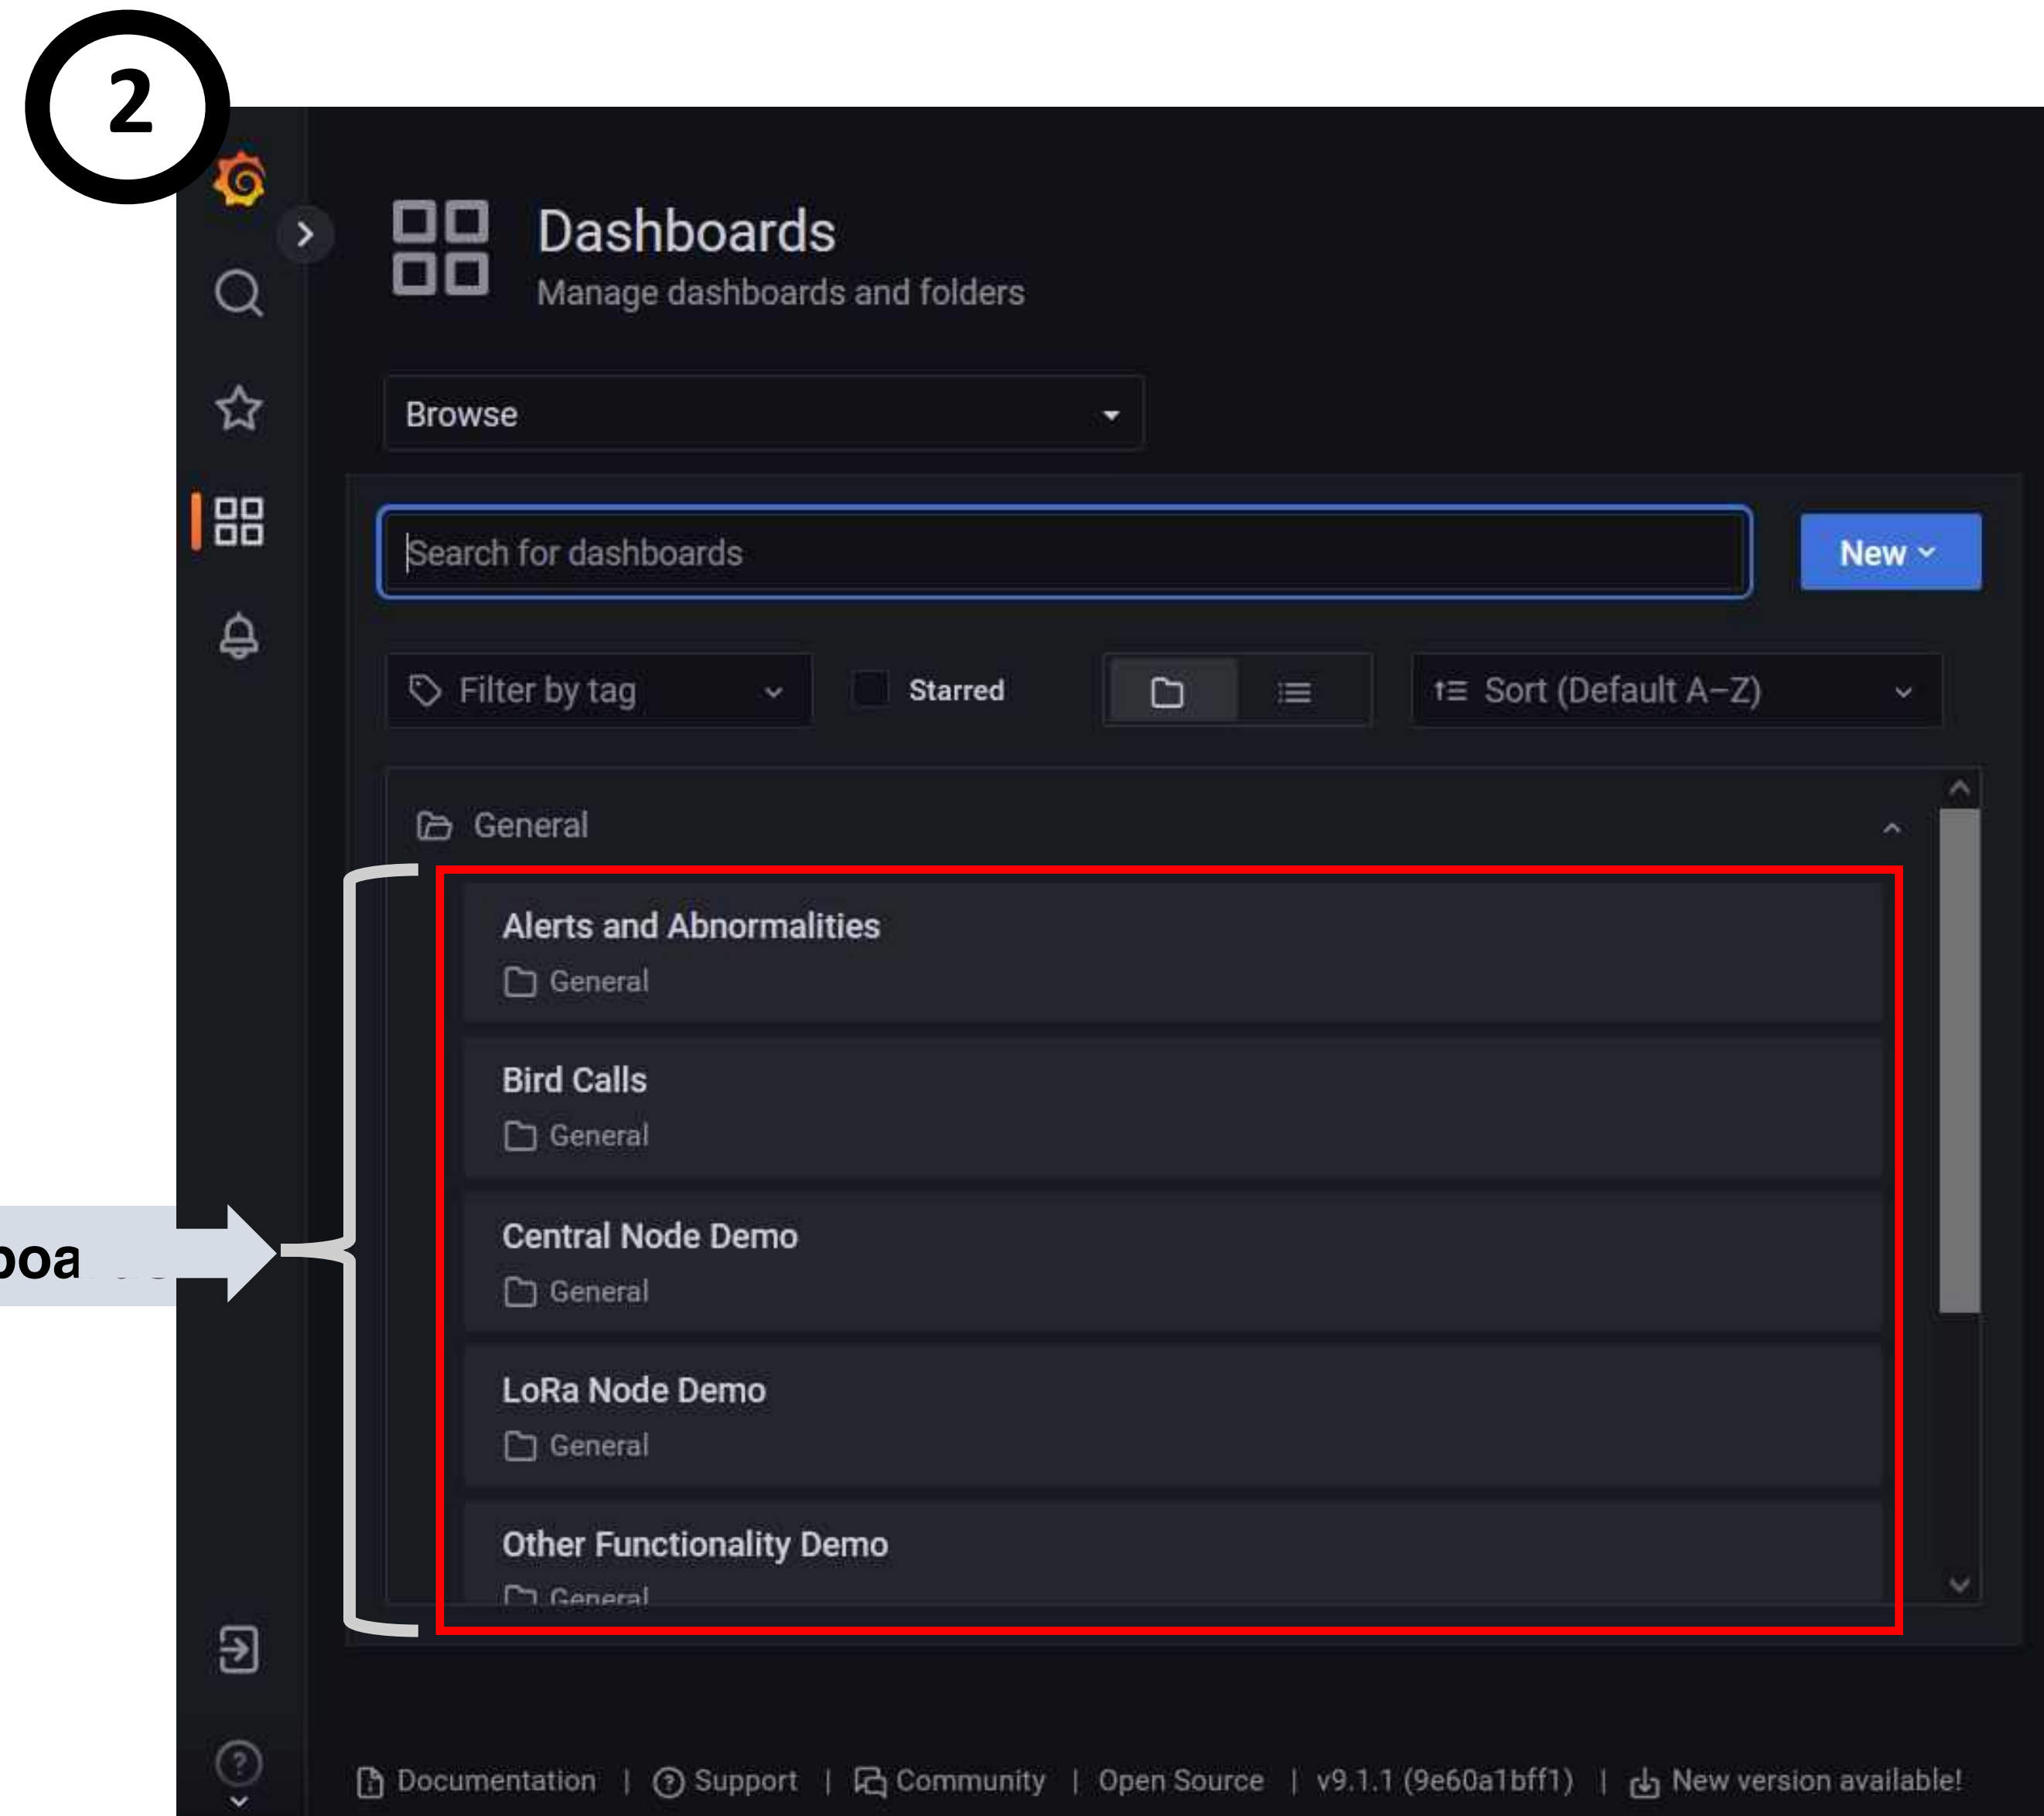 2
Dashboards
Manage dashboards and folders
Browse
Search for dashboards
New
Filter by tag
Starred
Sort (Default A–Z)
General
Alerts and Abnormalities
General
Bird Calls
General
Central Node Demo
General
LoRa Node Demo
General
Other Functionality Demo
General
Documentation | Support | Community | Open Source | v9.1.1 (9e60a1bff1) | New version available!